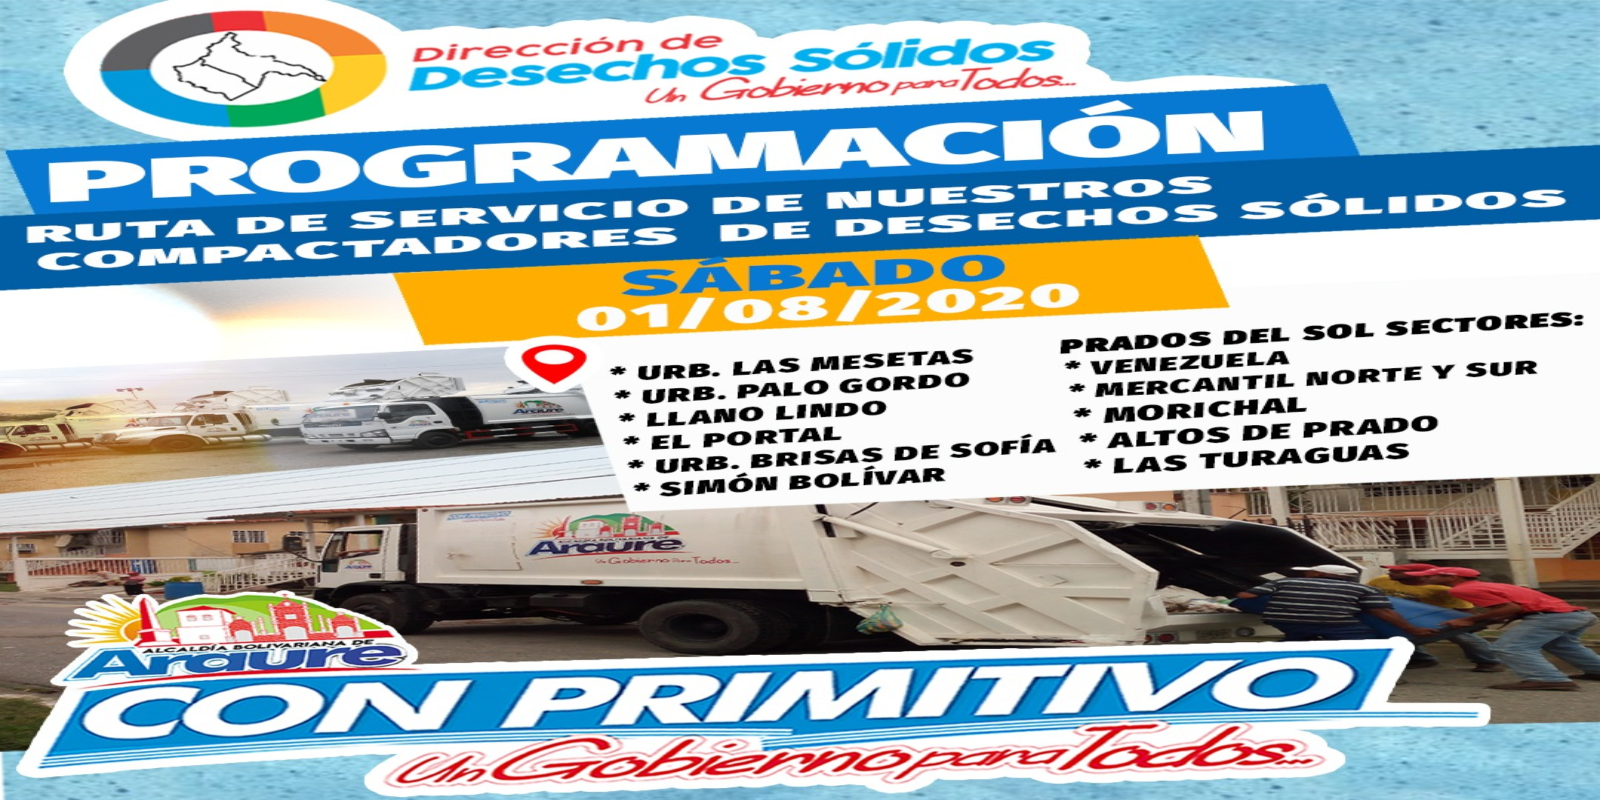 Dirección de
Desechos Sólidos
Un Gobierno para Todos...
PROGRAMACIÓN
RUTA DE SERVICIO DE NUESTROS
COMPACTADORES DE DESECHOS SÓLIDOS
SÁBADO
01/08/2020
* URB. LAS MESETAS
* URB. PALO GORDO
* LLANO LINDO
* EL PORTAL
* URB. BRISAS DE SOFÍA
* SIMÓN BOLÍVAR
PRADOS DEL SOL SECTORES:
* VENEZUELA
* MERCANTIL NORTE Y SUR
* MORICHAL
* ALTOS DE PRADO
* LAS TURAGUAS
Araure
Araure
Un Gobierno Para Todos...
ALCALDÍA BOLIVARIANA DE
Araure
CON PRIMITIVO
Un Gobierno para Todos...